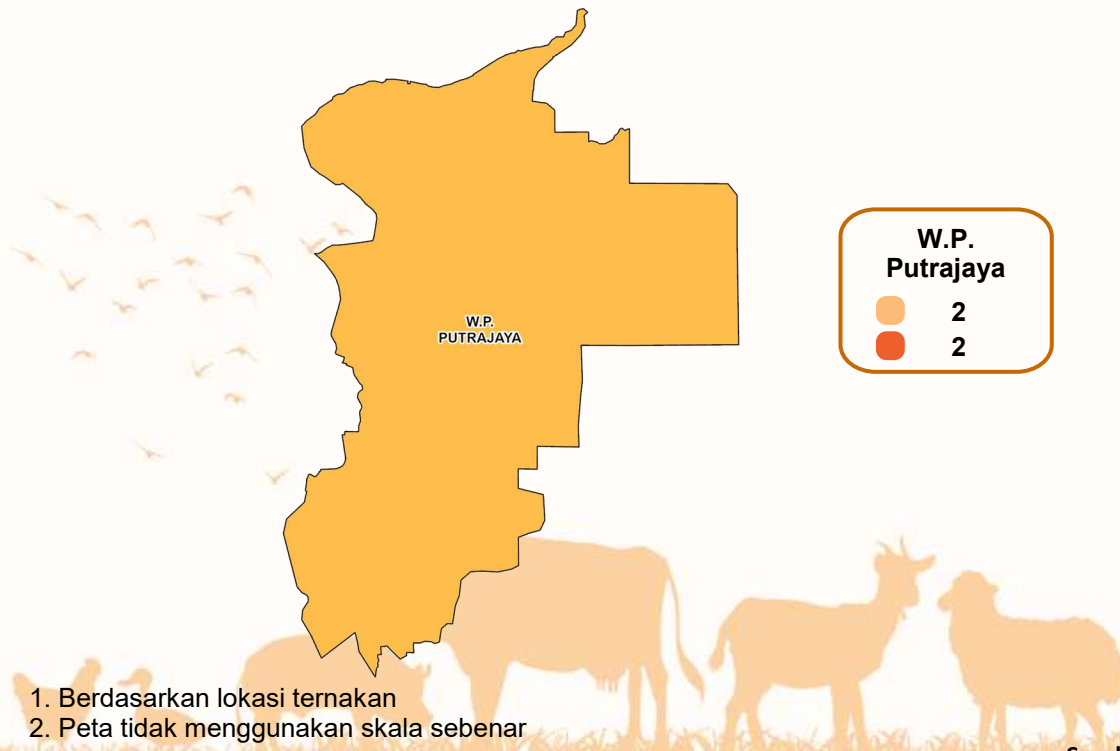 W.P.
PUTRAJAYA
W.P.
Putrajaya
2
2
1. Berdasarkan lokasi ternakan
2. Peta tidak menggunakan skala sebenar